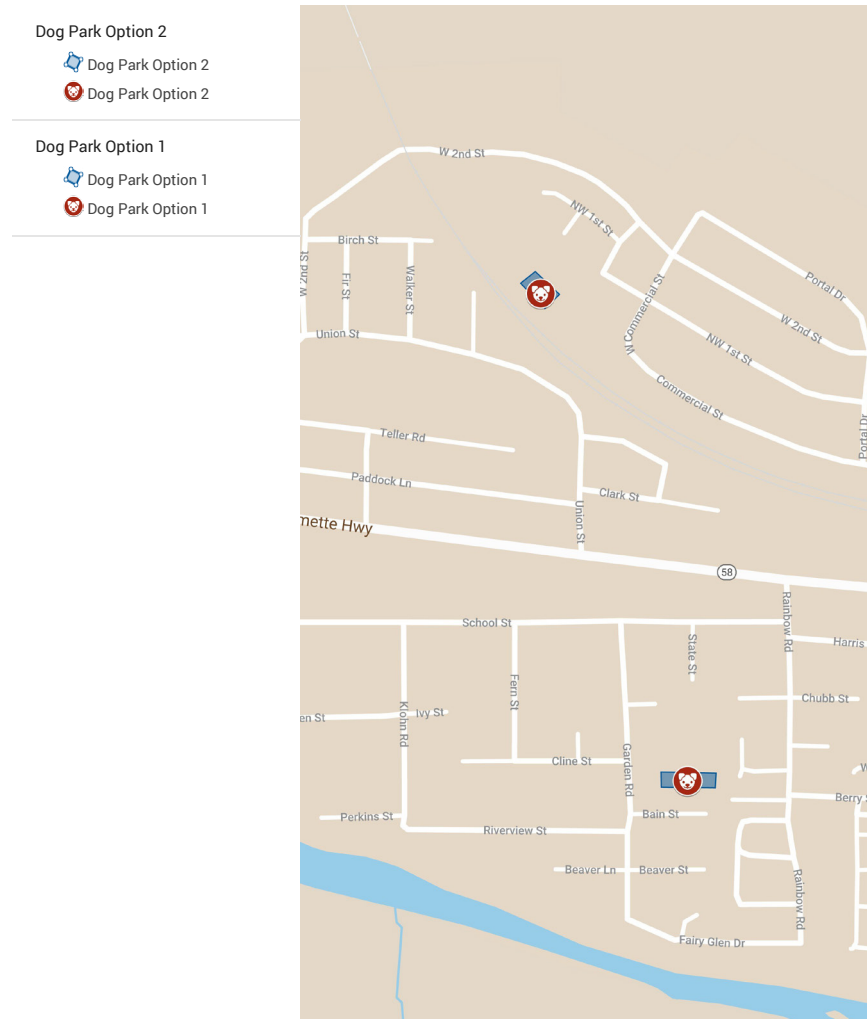 Dog Park Option 2
Dog Park Option 2
Dog Park Option 2
Dog Park Option 1
Dog Park Option 1
Dog Park Option 1
W 2nd St
NW 1st St
Birch St
W 2nd St
Fir St
Walker St
Portal Dr
W Commercial St
W 2nd St
Union St
NW 1st St
Commercial St
Portal Dr
Teller Rd
Paddock Ln
Clark St
Union St
mette Hwy
58
School St
Rainbow Rd
State St
Harris
Fern St
Chubb St
Klohn Rd
Ivy St
en St
Garden Rd
Cline St
W
Berry S
Perkins St
Bain St
Riverview St
Beaver Ln
Beaver St
Rainbow Rd
Fairy Glen Dr